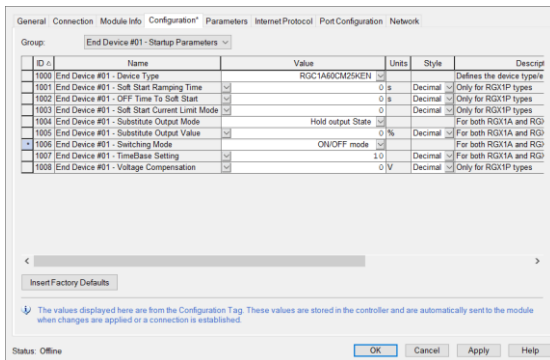 General Connection Module Info Configuration* Parameters Internet Protocol Port Configuration Network
Group: End Device #01 - Startup Parameters
ID Name Value Units Style Descript
1000 End Device #01 - Device Type RGC1A60CM25KEN Defines the device type/e
1001 End Device #01 - Soft Start Ramping Time 0 s Decimal Only for RGX1P types
1002 End Device #01 - OFF Time To Soft Start 0 s Decimal Only for RGX1P types
1003 End Device #01 - Soft Start Current Limit Mode 0 Decimal Only for RGX1P types
1004 End Device #01 - Substitute Output Mode Hold output State For both RGX1A and RGX
1005 End Device #01 - Substitute Output Value 0 % Decimal For both RGX1A and RGX
* 1006 End Device #01 - Switching Mode ON/OFF mode For both RGX1A and RGX
1007 End Device #01 - TimeBase Setting 10 Decimal For both RGX1A and RGX
1008 End Device #01 - Voltage Compensation 0 V Decimal Only for RGX1P types
Insert Factory Defaults
The values displayed here are from the Configuration Tag. These values are stored in the controller and are automatically sent to the module
when changes are applied or a connection is established.
Status: Offline OK Cancel Apply Help